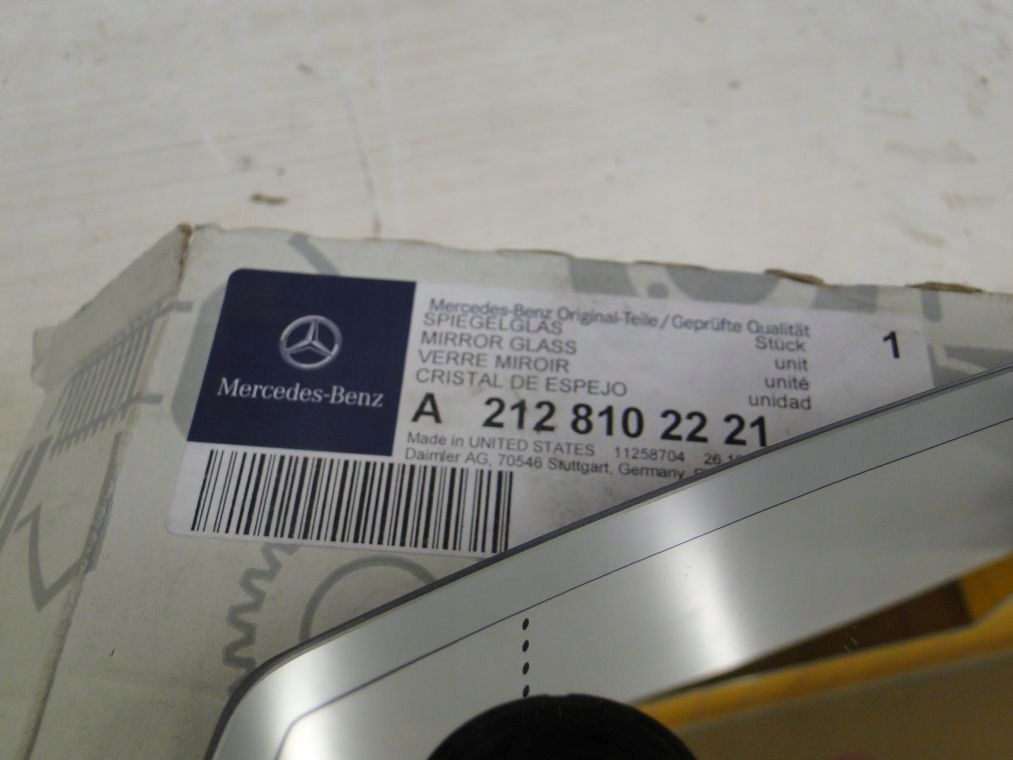 Mercedes-Benz
Mercedes-Benz Original-Teile/Geprüfte Qualität
SPIEGELGLAS Stück 1
MIRROR GLASS unit
VERRE MIROIR unité
CRISTAL DE ESPEJO unidad
A 212 810 22 21
Made in UNITED STATES 11258704 26
Daimler AG, 70546 Stuttgart, Germany